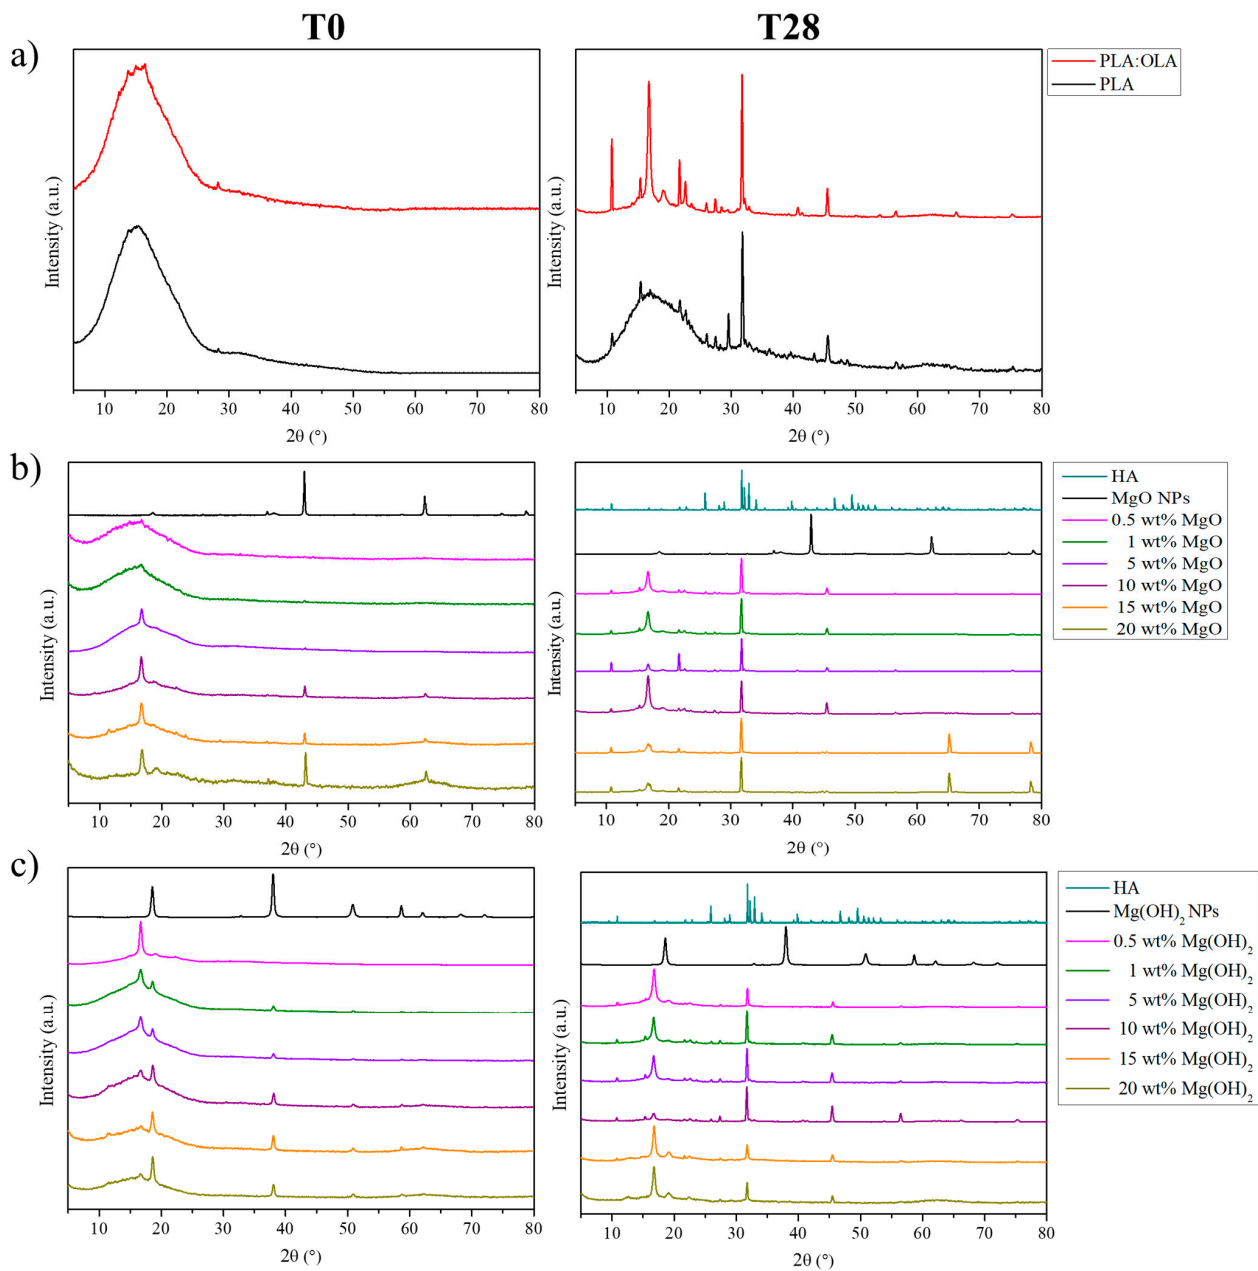 T0 T28
a)
PLA:OLA
PLA
Intensity (a.u.)
Intensity (a.u.)
10 20 30 40 50 60 70 80
10 20 30 40 50 60 70 80
2θ (°)
2θ (°)
b)
HA
MgO NPs
0.5 wt% MgO
1 wt% MgO
5 wt% MgO
10 wt% MgO
15 wt% MgO
20 wt% MgO
Intensity (a.u.)
Intensity (a.u.)
10 20 30 40 50 60 70 80
10 20 30 40 50 60 70 80
2θ (°)
2θ (°)
c)
HA
Mg(OH)₂ NPs
0.5 wt% Mg(OH)₂
1 wt% Mg(OH)₂
5 wt% Mg(OH)₂
10 wt% Mg(OH)₂
15 wt% Mg(OH)₂
20 wt% Mg(OH)₂
Intensity (a.u.)
Intensity (a.u.)
10 20 30 40 50 60 70 80
10 20 30 40 50 60 70 80
2θ (°)
2θ (°)